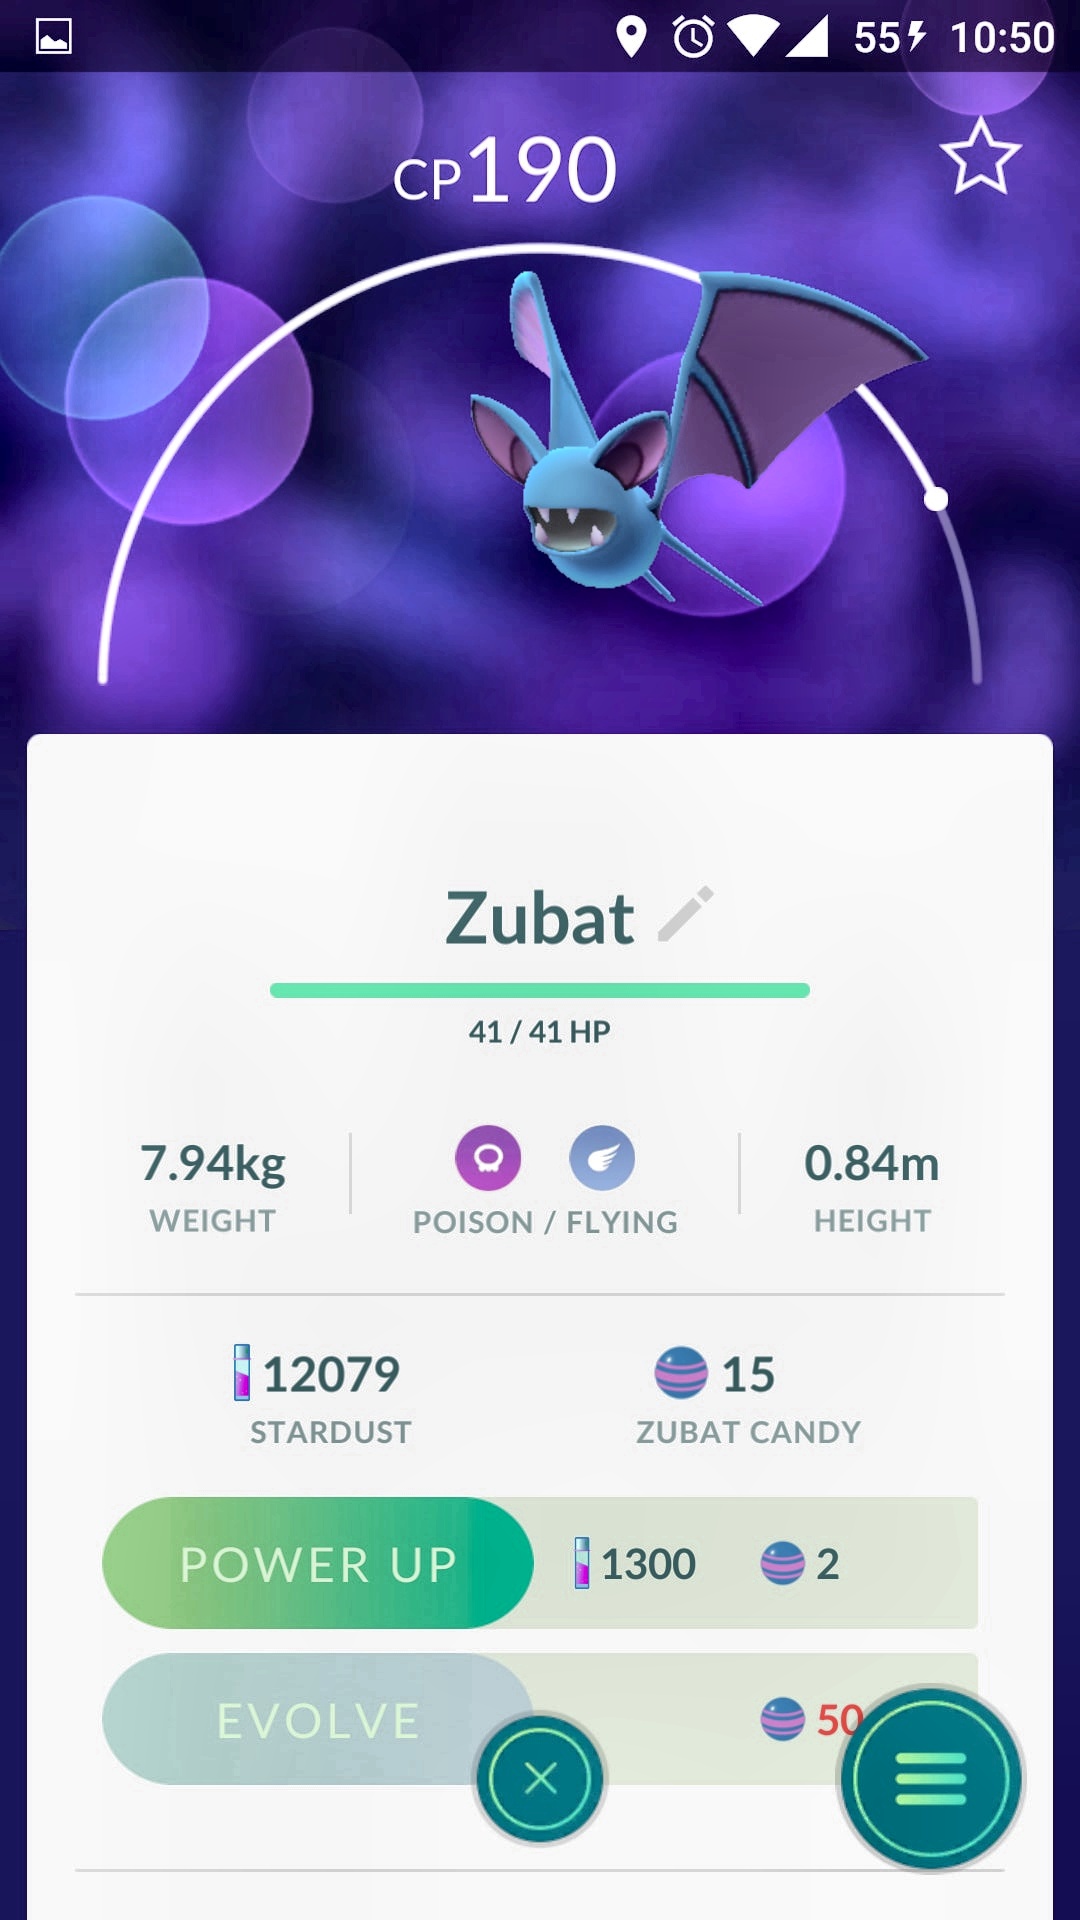 55 10:50
CP190
Zubat
41 / 41 HP
7.94kg
WEIGHT
POISON / FLYING
0.84m
HEIGHT
12079
STARDUST
15
ZUBAT CANDY
POWER UP 1300 2
EVOLVE 50